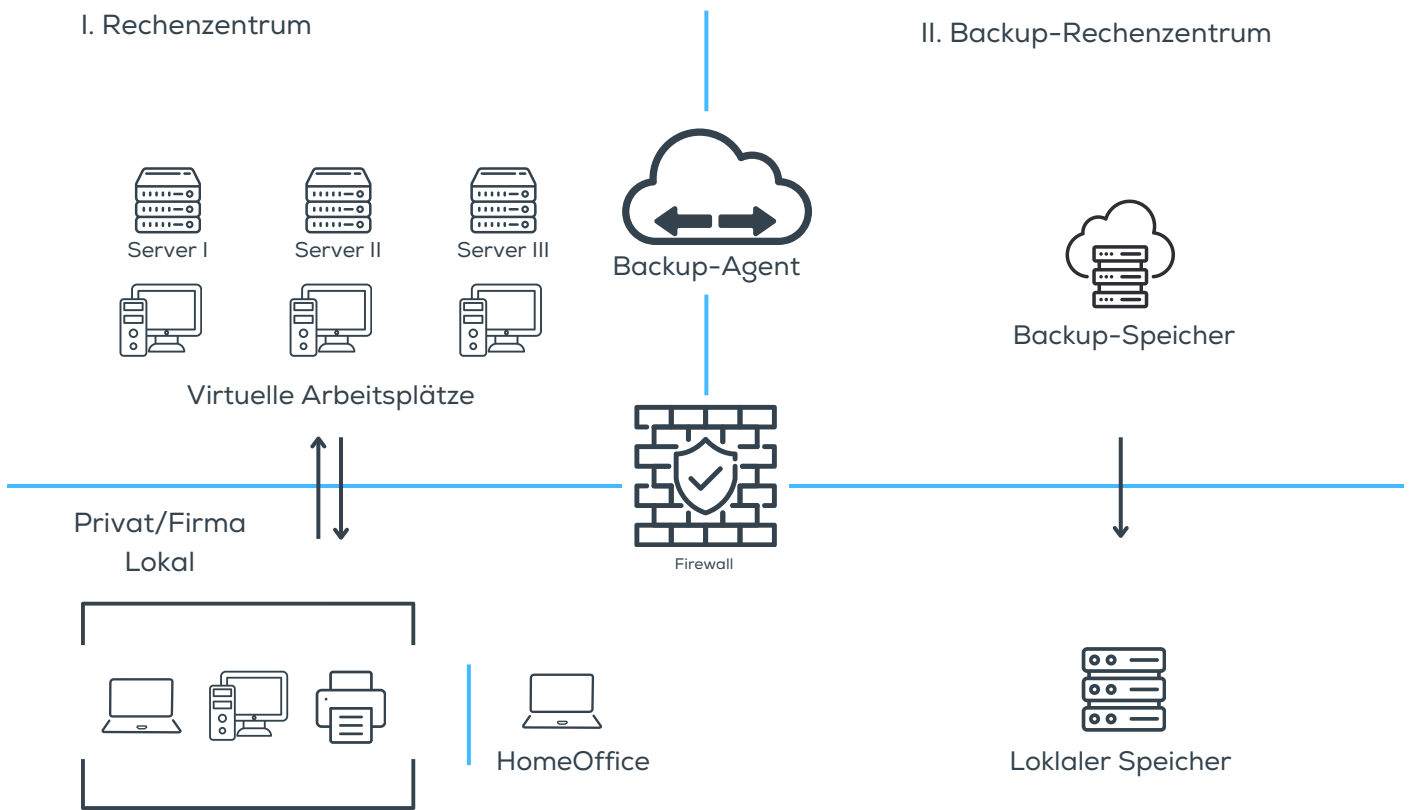 I. Rechenzentrum
II. Backup-Rechenzentrum
Server I
Server II
Server III
Backup-Agent
Backup-Speicher
Virtuelle Arbeitsplätze
Privat/Firma
Lokal
Firewall
HomeOffice
Loklaler Speicher